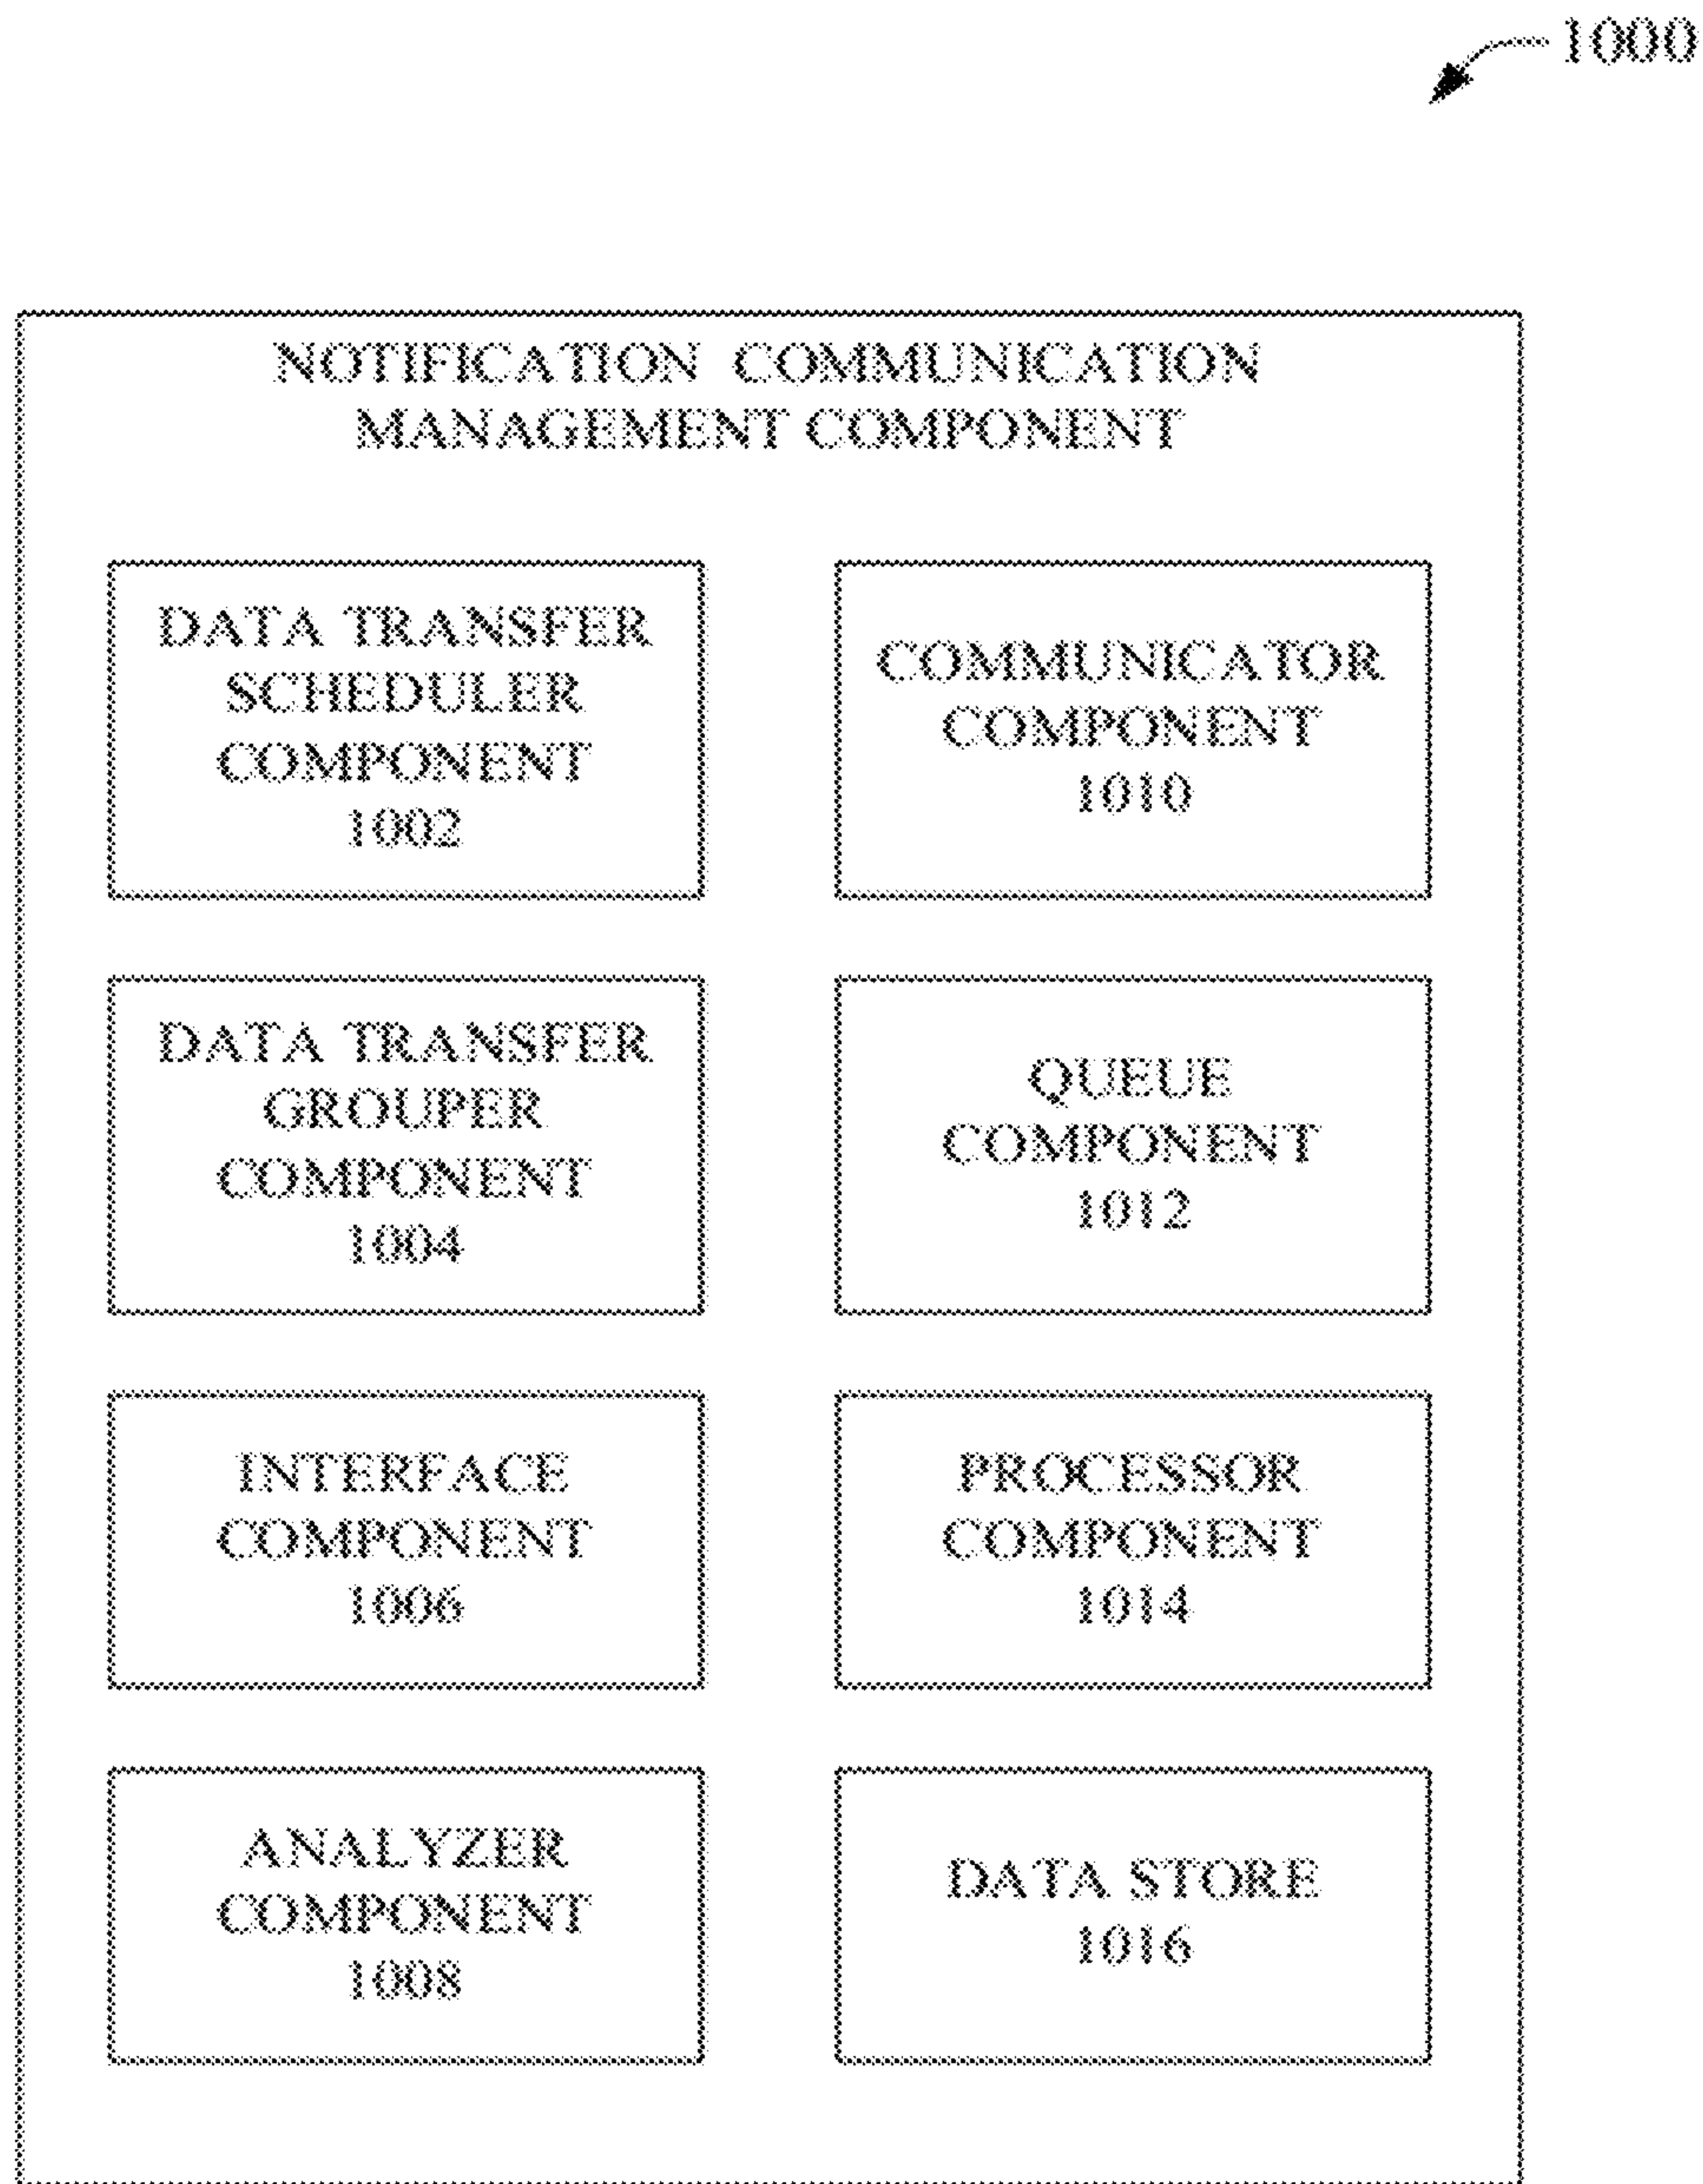 1000
NOTIFICATION COMMUNICATION
MANAGEMENT COMPONENT
DATA TRANSFER
SCHEDULER
COMPONENT
1002
COMMUNICATOR
COMPONENT
1010
DATA TRANSFER
GROUPER
COMPONENT
1004
QUEUE
COMPONENT
1012
INTERFACE
COMPONENT
1006
PROCESSOR
COMPONENT
1014
ANALYZER
COMPONENT
1008
DATA STORE
1016